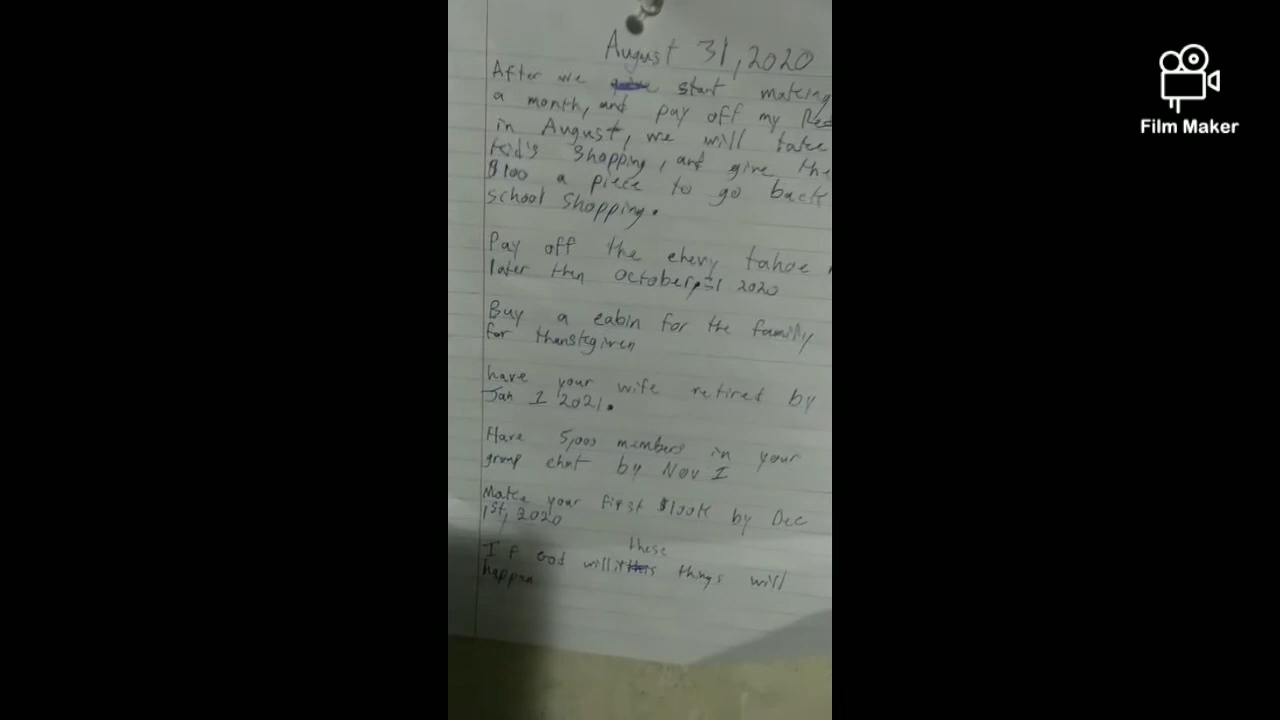 August 31, 2020
After we start making
a month, and pay off my
in August, we will take
kid's shopping, and give the
$100 a piece to go back
school shopping.
Pay off the chevy tahoe
later then October 31 2020
Buy a cabin for the family
for thanskgiven
have your wife retired by
Jan 1 2021.
Have 5,000 members in your
group chat by Nov 1
Make your first $100k by Dec
1st, 2020
these
If God will it things will
happen
Film Maker